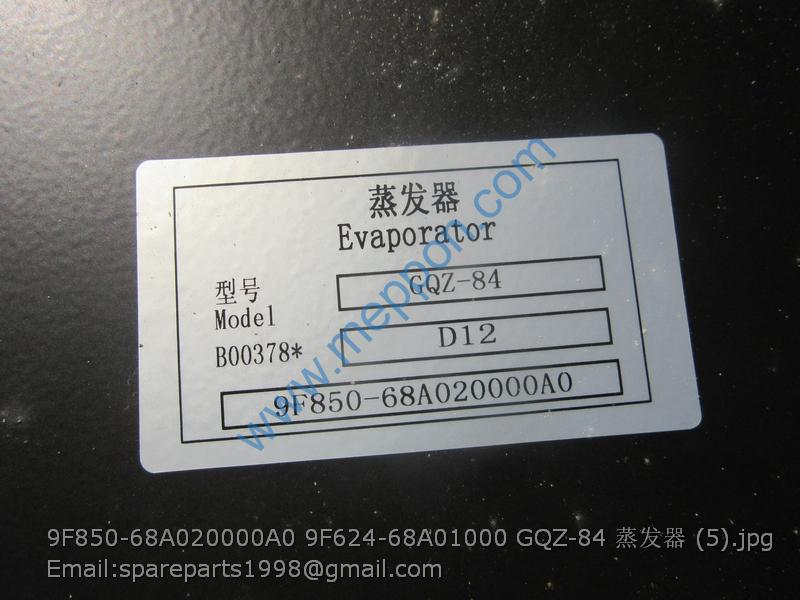 蒸发器
Evaporator
型号
Model
GQZ-84
B00378*
D12
9F850-68A020000A0
www.mephon.com
9F850-68A020000A0 9F624-68A01000 GQZ-84 蒸发器 (5).jpg
Email:spareparts1998@gmail.com